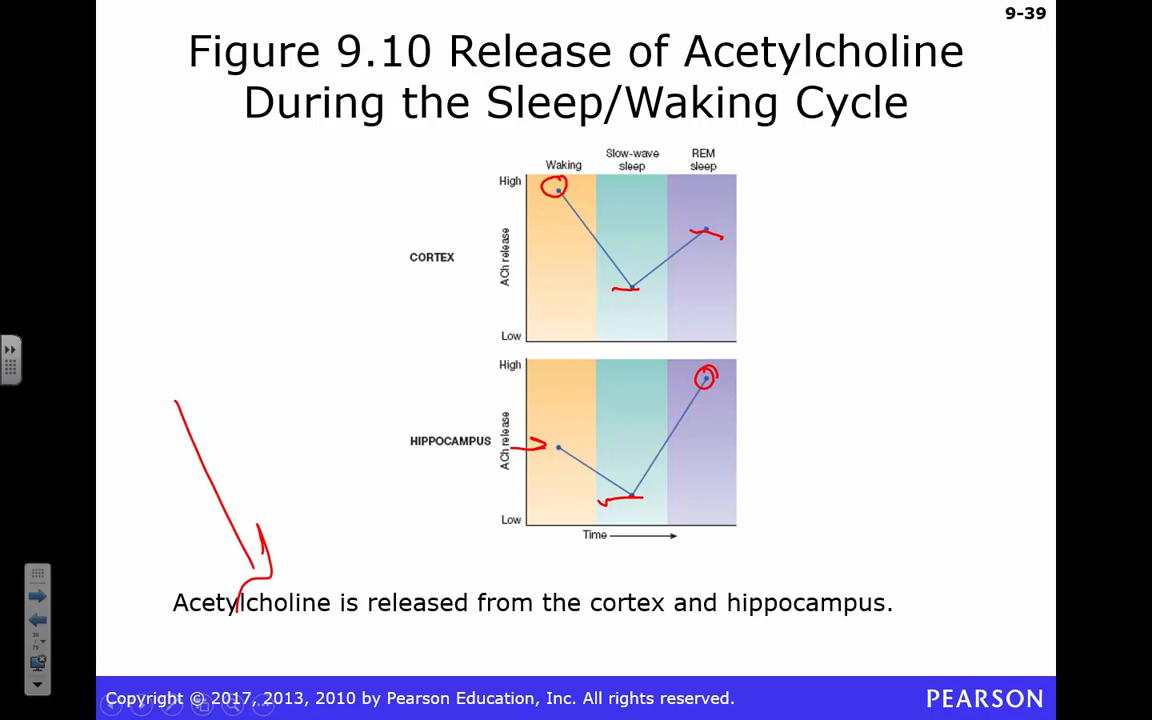 9-39
Figure 9.10 Release of Acetylcholine
During the Sleep/Waking Cycle
Waking
Slow-wave
sleep
REM
sleep
High
CORTEX
ACh release
Low
High
HIPPOCAMPUS
ACh release
Low
Time
Acetylcholine is released from the cortex and hippocampus.
Copyright © 2017, 2013, 2010 by Pearson Education, Inc. All rights reserved.
PEARSON